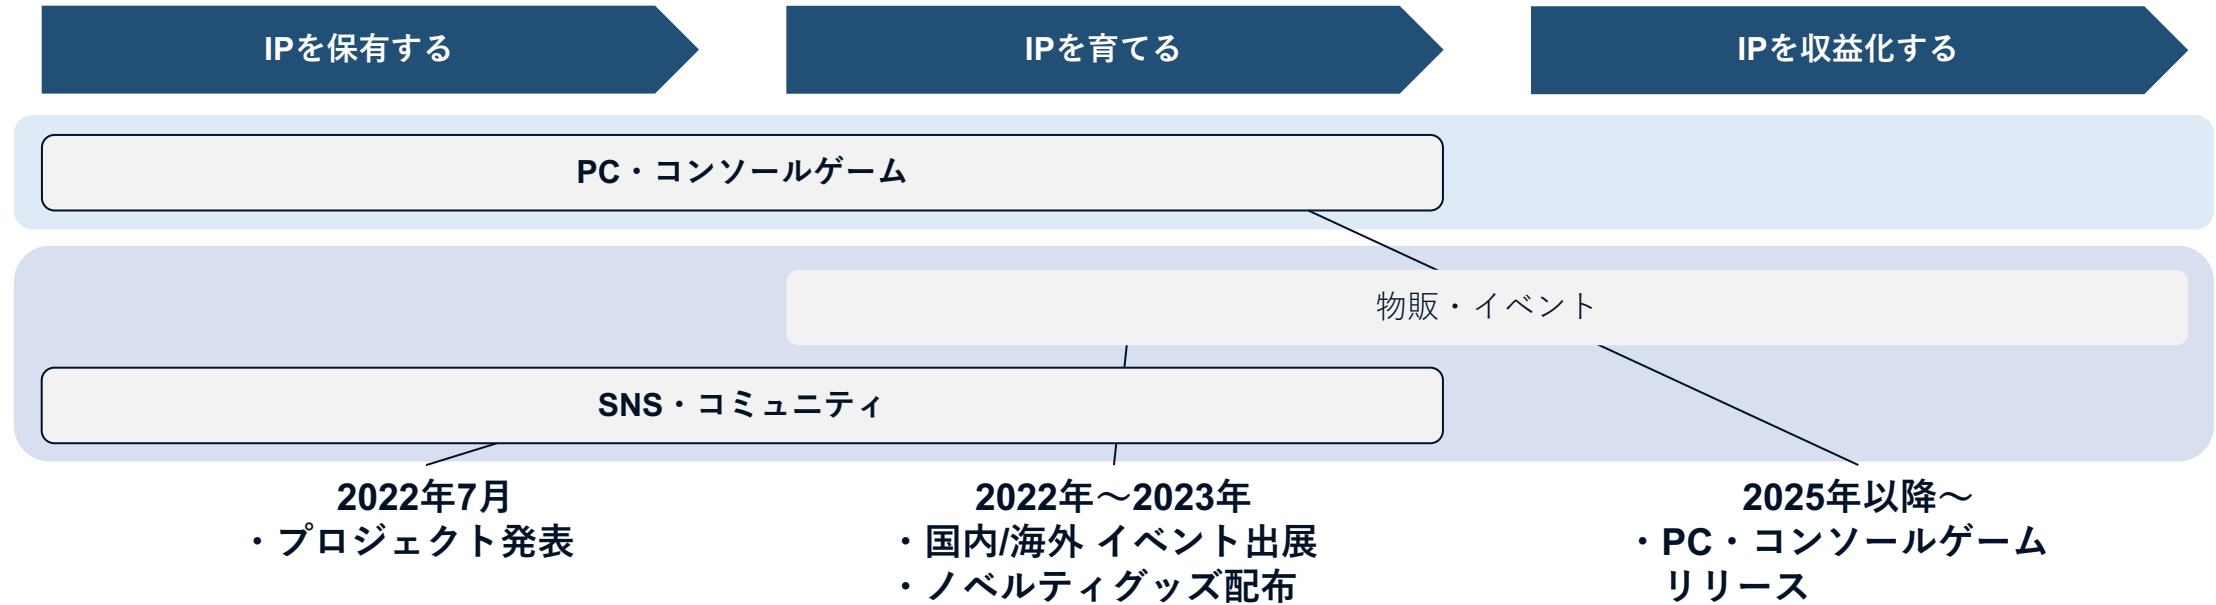 IPを保有する
IPを育てる
IPを収益化する
PC・コンソールゲーム
物販・イベント
SNS・コミュニティ
2022年7月
・プロジェクト発表
2022年～2023年
・国内/海外 イベント出展
・ノベルティグッズ配布
2025年以降～
・PC・コンソールゲーム
リリース